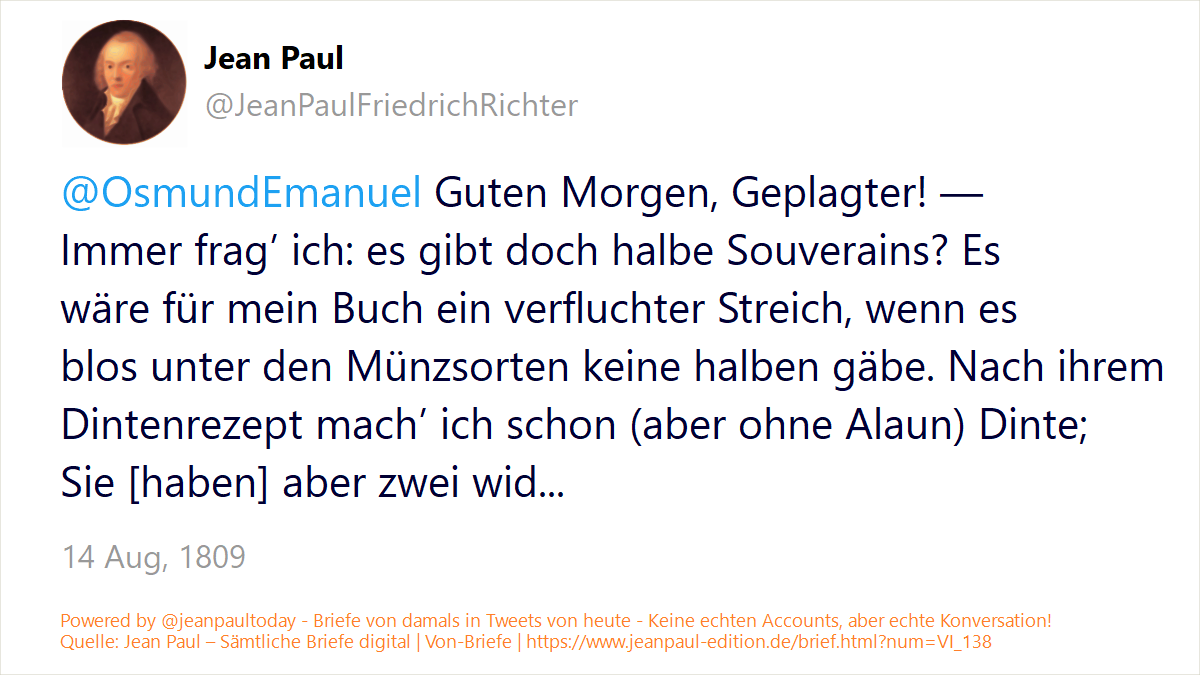 Jean Paul
@JeanPaulFriedrichRichter
@OsmundEmanuel Guten Morgen, Geplagter! —
Immer frag’ ich: es gibt doch halbe Souverains? Es
wäre für mein Buch ein verfluchter Streich, wenn es
blos unter den Münzsorten keine halben gäbe. Nach ihrem
Dintenrezept mach’ ich schon (aber ohne Alaun) Dinte;
Sie [haben] aber zwei wid...
14 Aug, 1809
Powered by @jeanpaultoday - Briefe von damals in Tweets von heute - Keine echten Accounts, aber echte Konversation!
Quelle: Jean Paul – Sämtliche Briefe digital | Von-Briefe | https://www.jeanpaul-edition.de/brief.html?num=VI_138